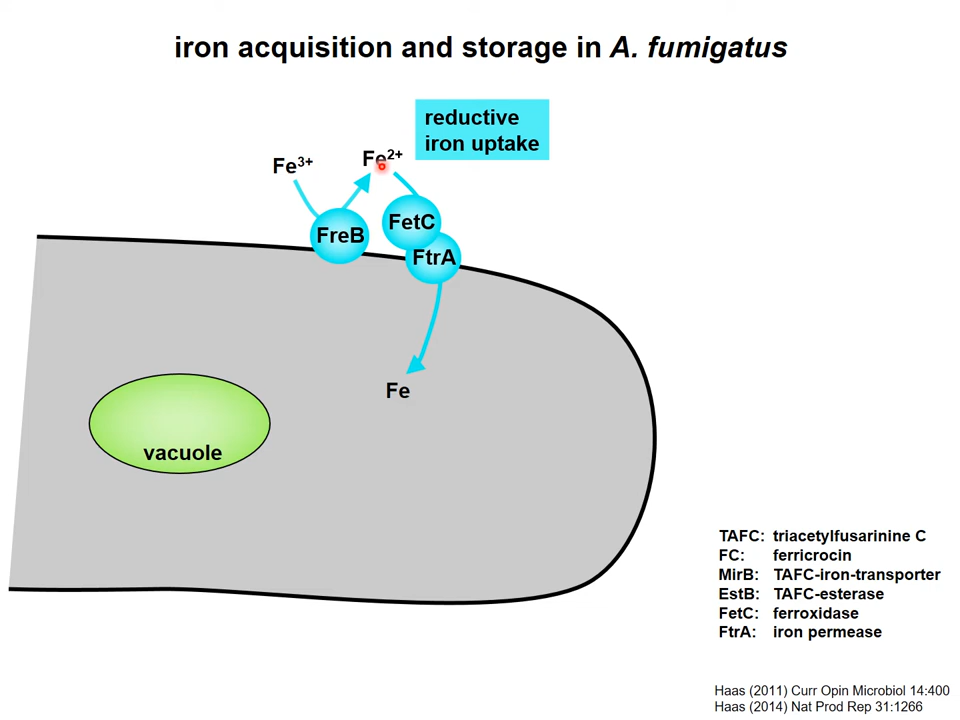 iron acquisition and storage in A. fumigatus
reductive
iron uptake
Fe3+
Fe2+
FreB
FetC
FtrA
Fe
vacuole
TAFC: triacetylfusarinine C
FC: ferricrocin
MirB: TAFC-iron-transporter
EstB: TAFC-esterase
FetC: ferroxidase
FtrA: iron permease
Haas (2011) Curr Opin Microbiol 14:400
Haas (2014) Nat Prod Rep 31:1266